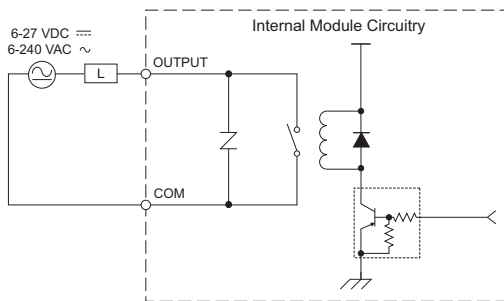 Internal Module Circuitry
6-27 VDC ⎓
6-240 VAC ∿
L
OUTPUT
COM